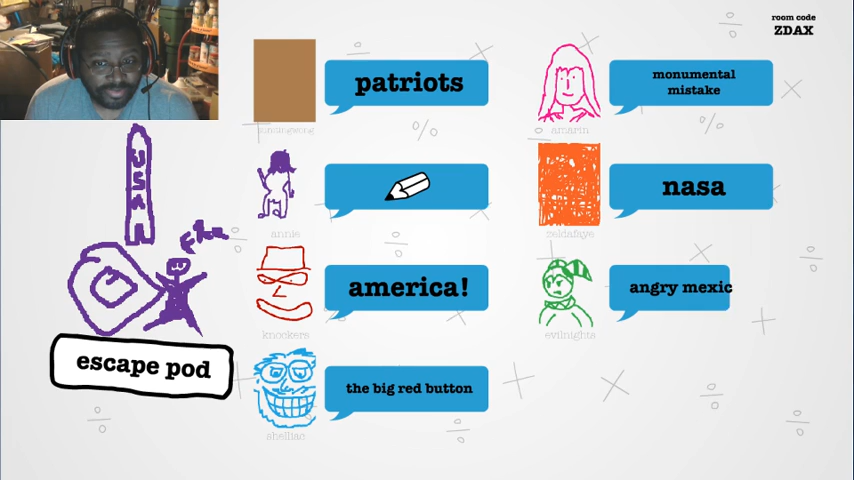 room code
ZDAX
patriots
monumental
mistake
amarin
USA
annie
nasa
zeldafaye
america!
knockers
angry mexic
evilnights
escape pod
the big red button
shelliac